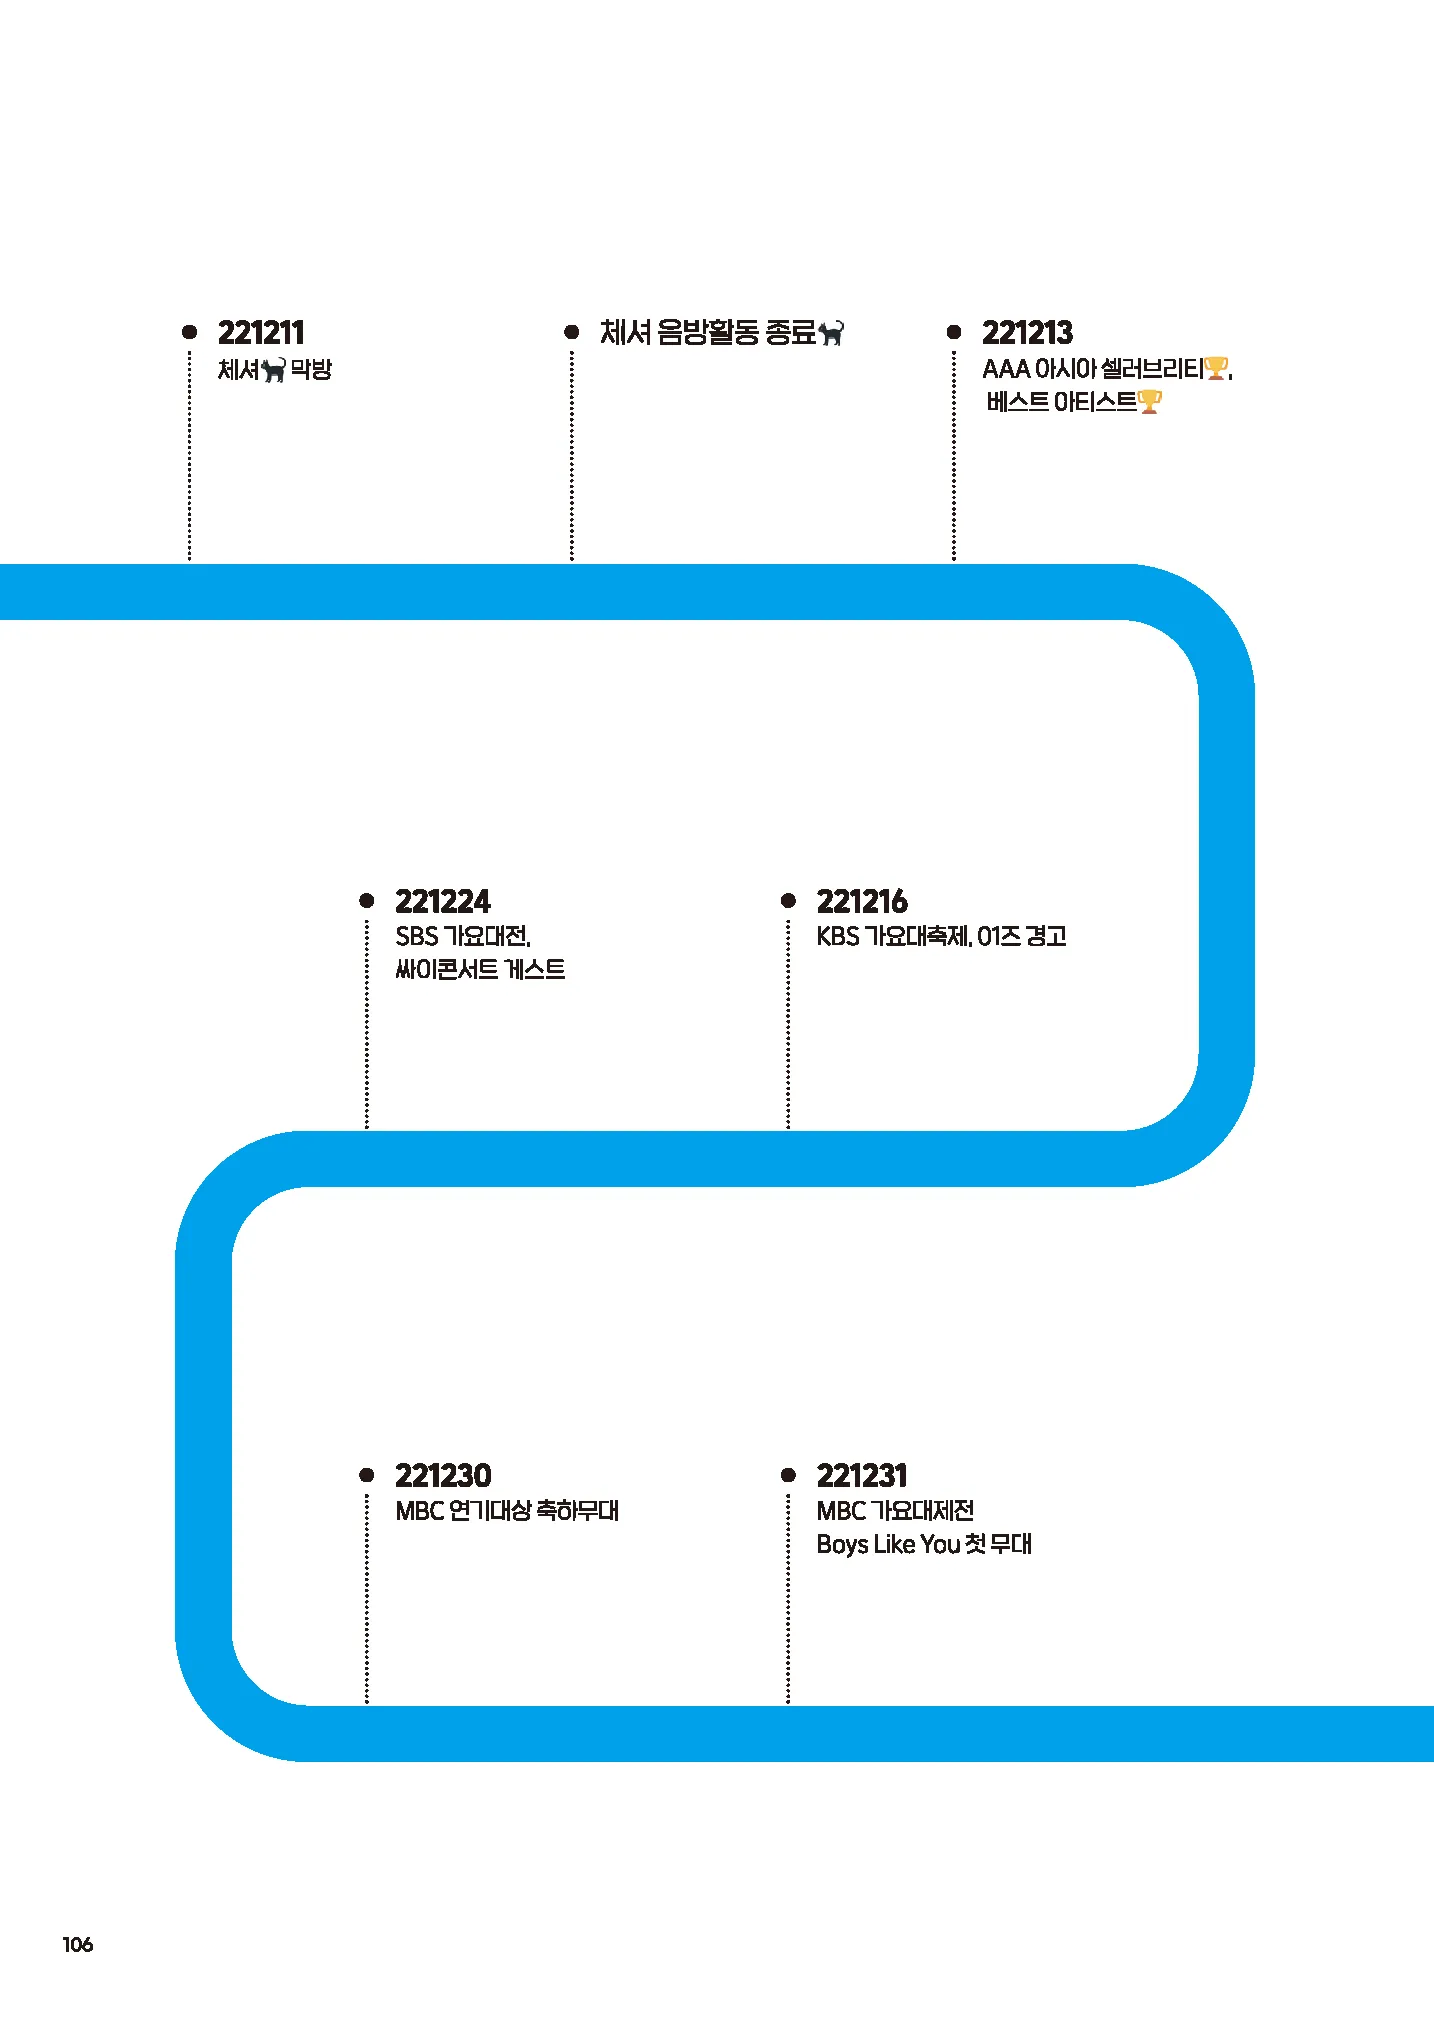 221211
체셔🐈‍⬛ 막방
체셔 음방활동 종료🐈‍⬛
221213
AAA 아시아 셀러브리티🏆,
베스트 아티스트🏆
221216
KBS 가요대축제, 01즈 경고
221224
SBS 가요대전,
싸이콘서트 게스트
221230
MBC 연기대상 축하무대
221231
MBC 가요대제전
Boys Like You 첫 무대
106